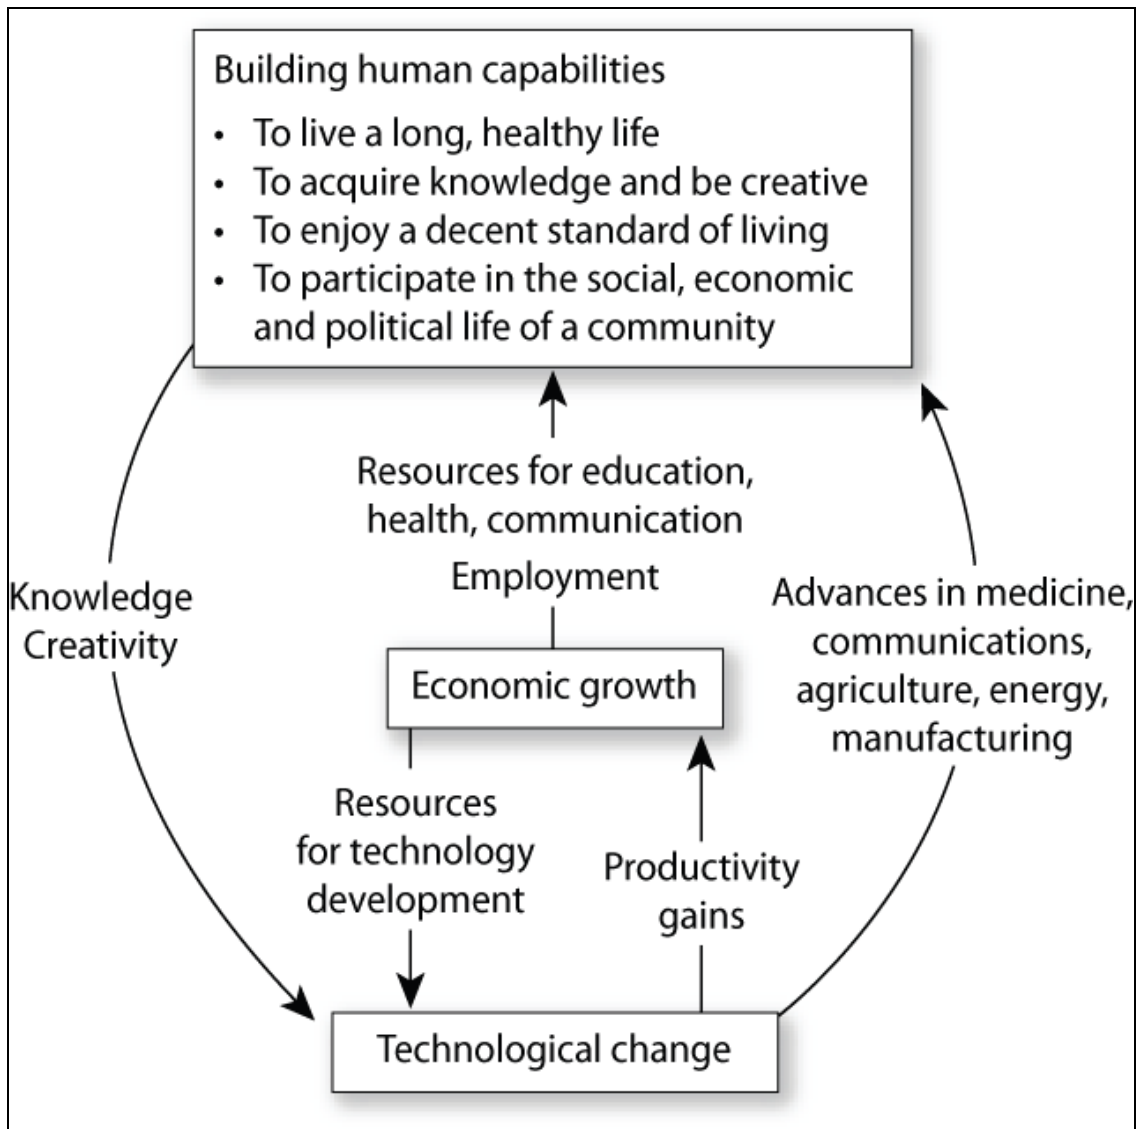 Building human capabilities
• To live a long, healthy life
• To acquire knowledge and be creative
• To enjoy a decent standard of living
• To participate in the social, economic
and political life of a community
Resources for education,
health, communication
Employment
Knowledge
Creativity
Advances in medicine,
communications,
agriculture, energy,
manufacturing
Economic growth
Resources
for technology
development
Productivity
gains
Technological change